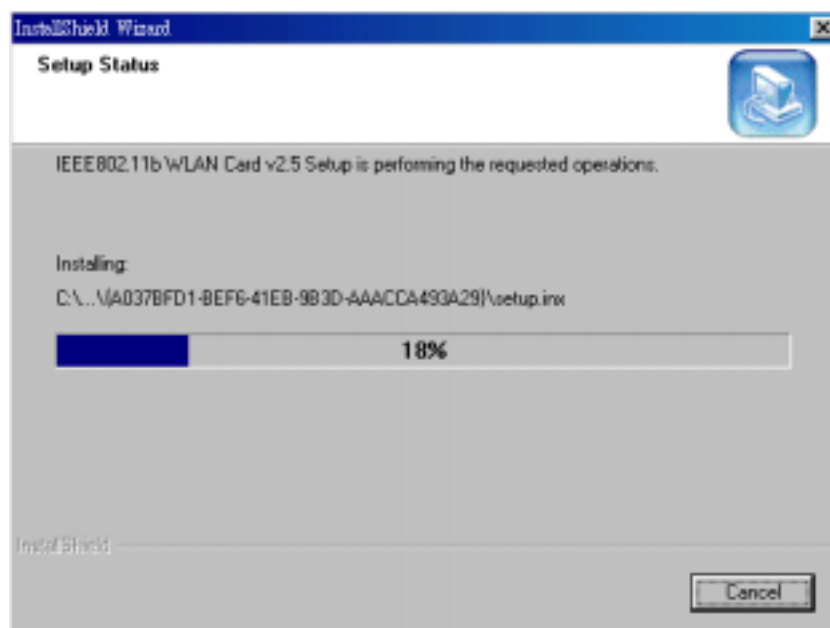 InstallShield Wizard
Setup Status
IEEE802.11b WLAN Card v2.5 Setup is performing the requested operations.
Installing:
C:\...\{A037BFD1-BEF6-41EB-9B3D-AAACCA493A29}\setup.inx
18%
InstallShield
Cancel